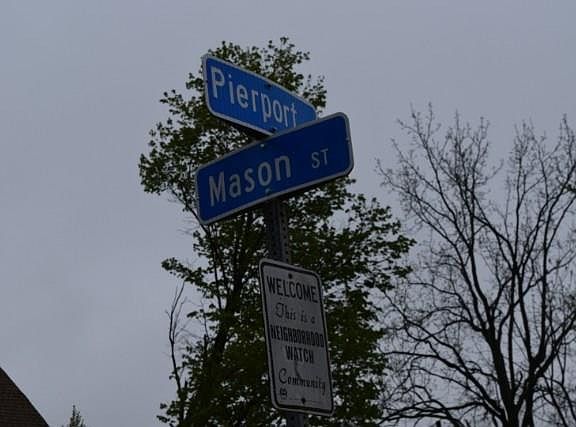 Pierport
Mason ST
WELCOME
This is a
NEIGHBORHOOD
WATCH
Community